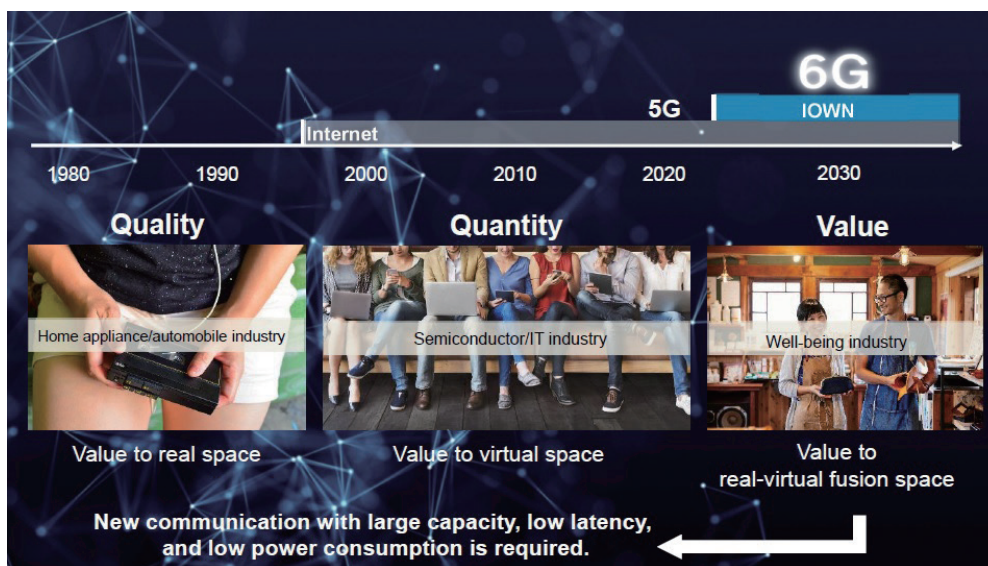 6G
5G
IOWN
Internet
1980 1990 2000 2010 2020 2030
Quality
Quantity
Value
Home appliance/automobile industry
Semiconductor/IT industry
Well-being industry
Value to real space
Value to virtual space
Value to
real-virtual fusion space
New communication with large capacity, low latency,
and low power consumption is required.